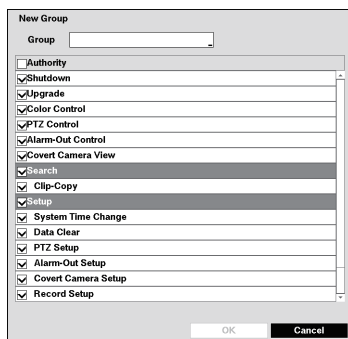 New Group
Group
Authority
Shutdown
Upgrade
Color Control
PTZ Control
Alarm-Out Control
Covert Camera View
Search
Clip-Copy
Setup
System Time Change
Data Clear
PTZ Setup
Alarm-Out Setup
Covert Camera Setup
Record Setup
OK Cancel